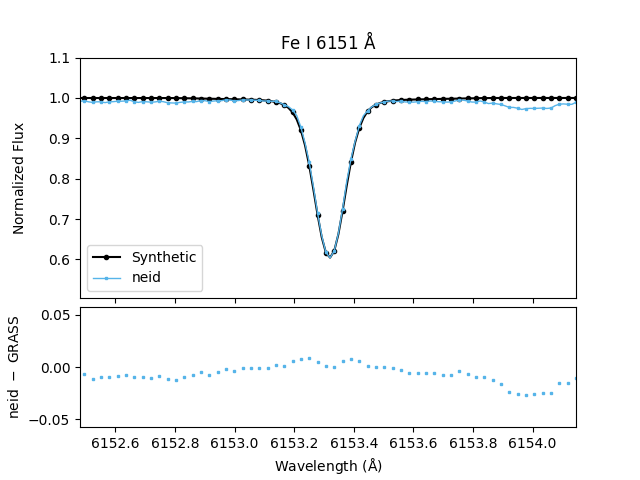 Fe I 6151 Å
1.1
1.0
0.9
0.8
0.7
0.6
Normalized Flux
Synthetic
neid
0.05
0.00
−0.05
neid − GRASS
6152.6 6152.8 6153.0 6153.2 6153.4 6153.6 6153.8 6154.0
Wavelength (Å)